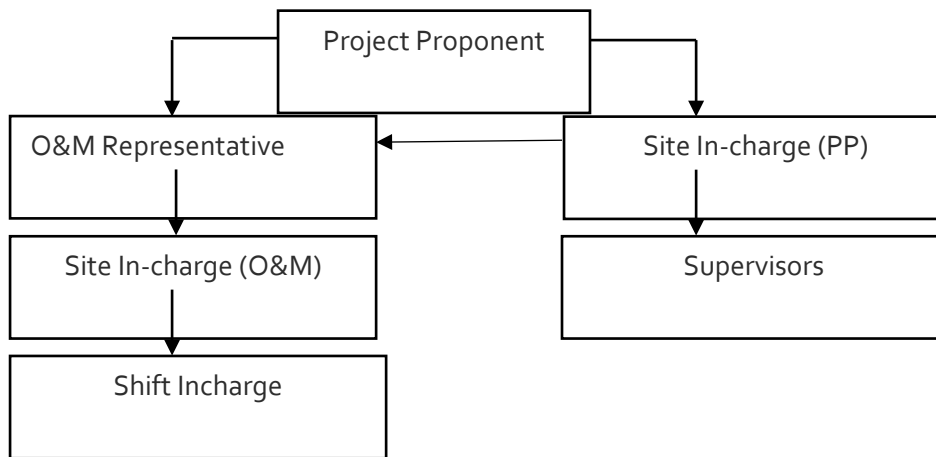 Project Proponent
O&M Representative
Site In-charge (PP)
Site In-charge (O&M)
Supervisors
Shift Incharge